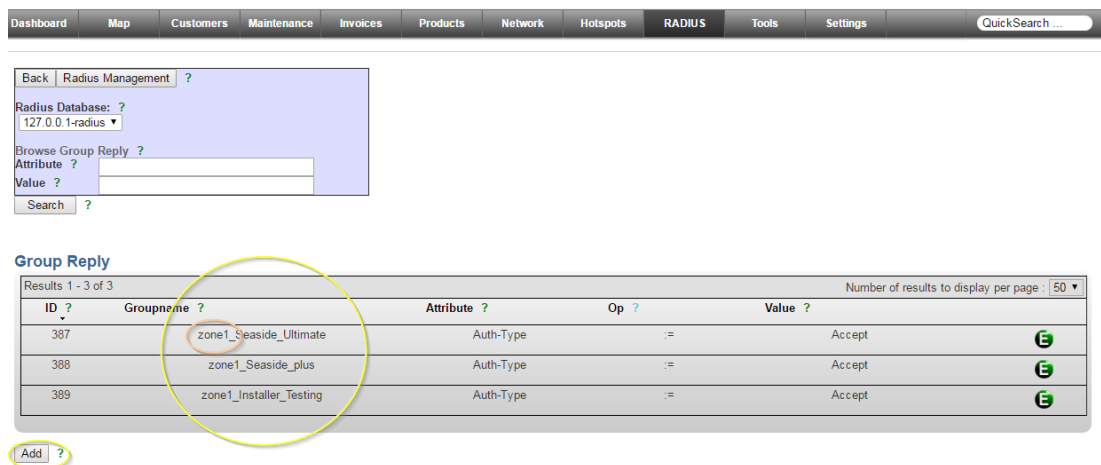 Dashboard Map Customers Maintenance Invoices Products Network Hotspots RADIUS Tools Settings QuickSearch ...
Back Radius Management ?
Radius Database: ?
127.0.0.1-radius ▼
Browse Group Reply ?
Attribute ?
Value ?
Search ?
Group Reply
Results 1 - 3 of 3 Number of results to display per page : 50 ▼
ID ? Groupname ? Attribute ? Op ? Value ?
387 zone1_Seaside_Ultimate Auth-Type := Accept E
388 zone1_Seaside_plus Auth-Type := Accept E
389 zone1_Installer_Testing Auth-Type := Accept E
Add ?